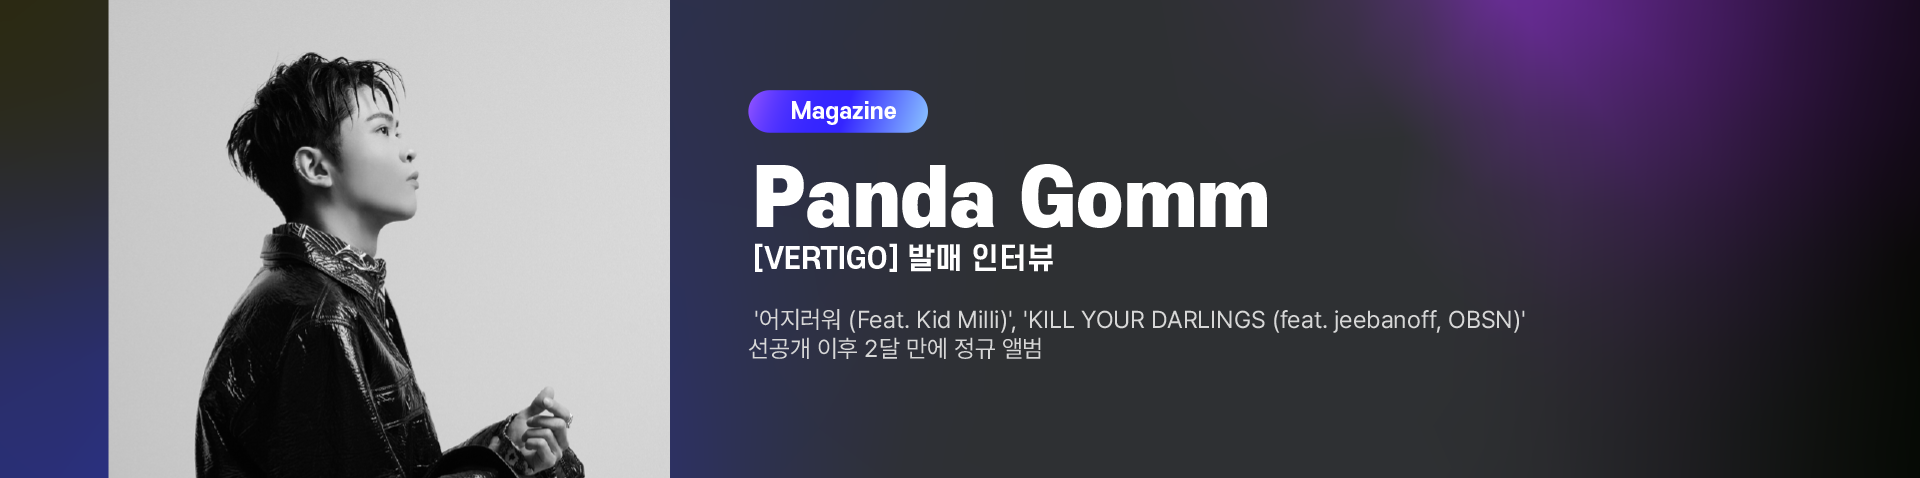 Magazine
Panda Gomm
[VERTIGO] 발매 인터뷰
'어지러워 (Feat. Kid Milli)', 'KILL YOUR DARLINGS (feat. jeebanoff, OBSN)'
선공개 이후 2달 만에 정규 앨범